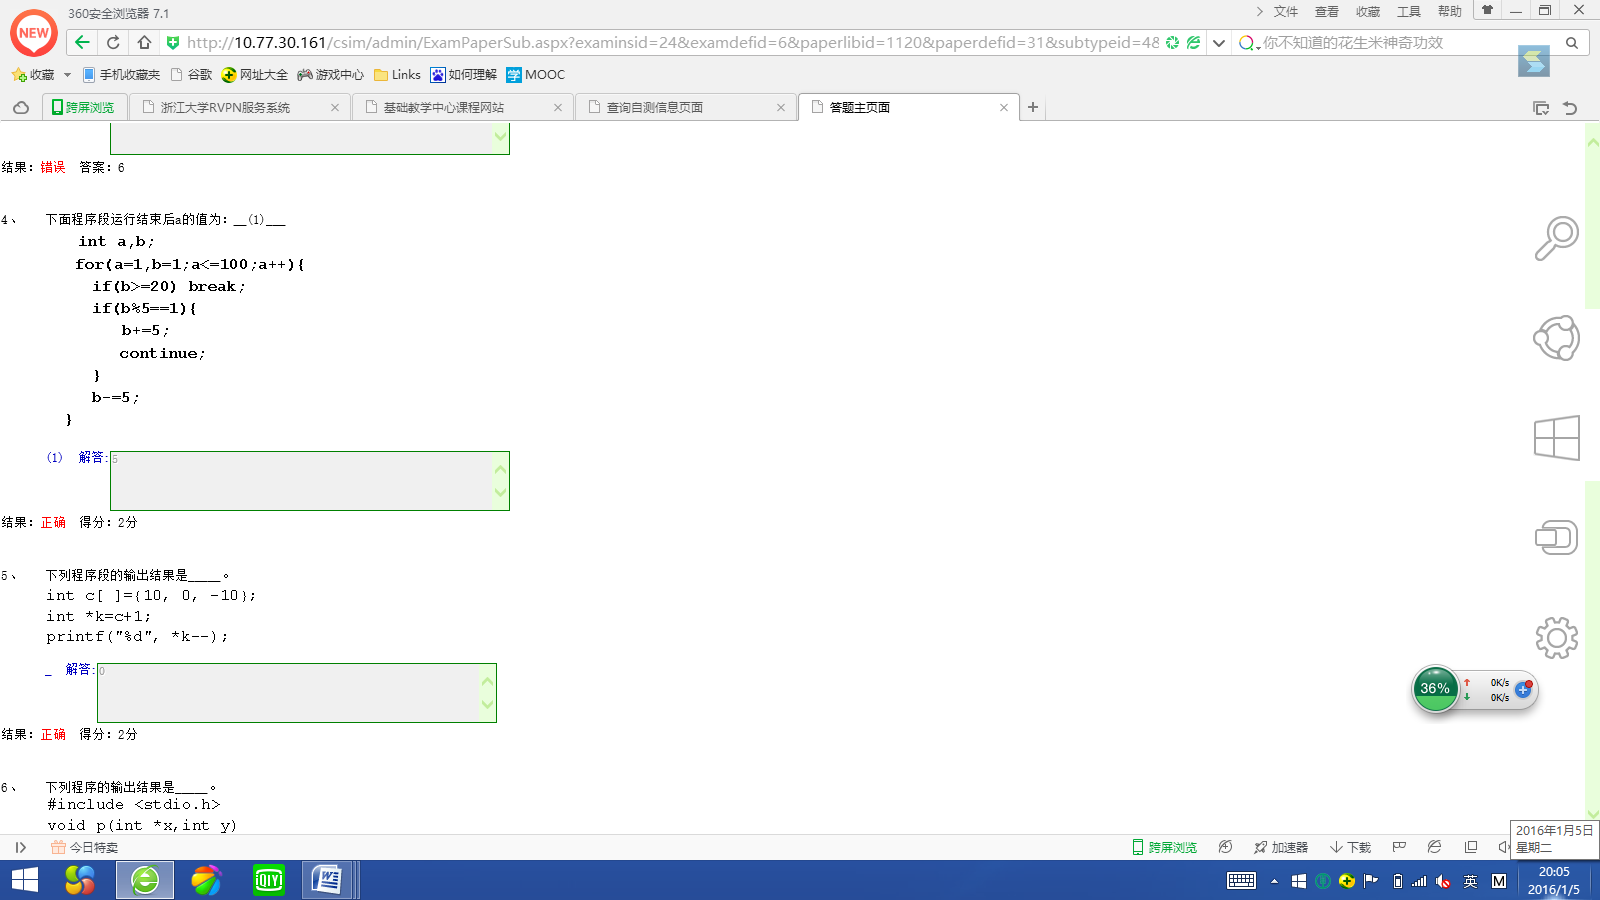 NEW
360安全浏览器 7.1
文件 查看 收藏 工具 帮助
http://10.77.30.161/csim/admin/ExamPaperSub.aspx?examinsid=24&examdefid=6&paperlibid=1120&paperdefid=31&subtypeid=4&
你不知道的花生米神奇功效
收藏 手机收藏夹 谷歌 网址大全 游戏中心 Links 如何理解 学 MOOC
跨屏浏览 浙江大学RVPN服务系统 基础教学中心课程网站 查询自测信息页面 答题主页面
结果：错误 答案：6
4、 下面程序段运行结束后a的值为：__(1)___
int a,b;
for(a=1,b=1;a<=100;a++){
if(b>=20) break;
if(b%5==1){
b+=5;
continue;
}
b-=5;
}
(1) 解答:5
结果：正确 得分：2分
5、 下列程序段的输出结果是_____。
int c[ ]={10, 0, -10};
int *k=c+1;
printf("%d", *k--);
_ 解答:0
结果：正确 得分：2分
36% 0K/s
0K/s
6、 下列程序的输出结果是_____。
#include <stdio.h>
void p(int *x,int y)
2016年1月5日
星期二
今日特卖 跨屏浏览 加速器 下载
QIYI
英 M
20:05
2016/1/5